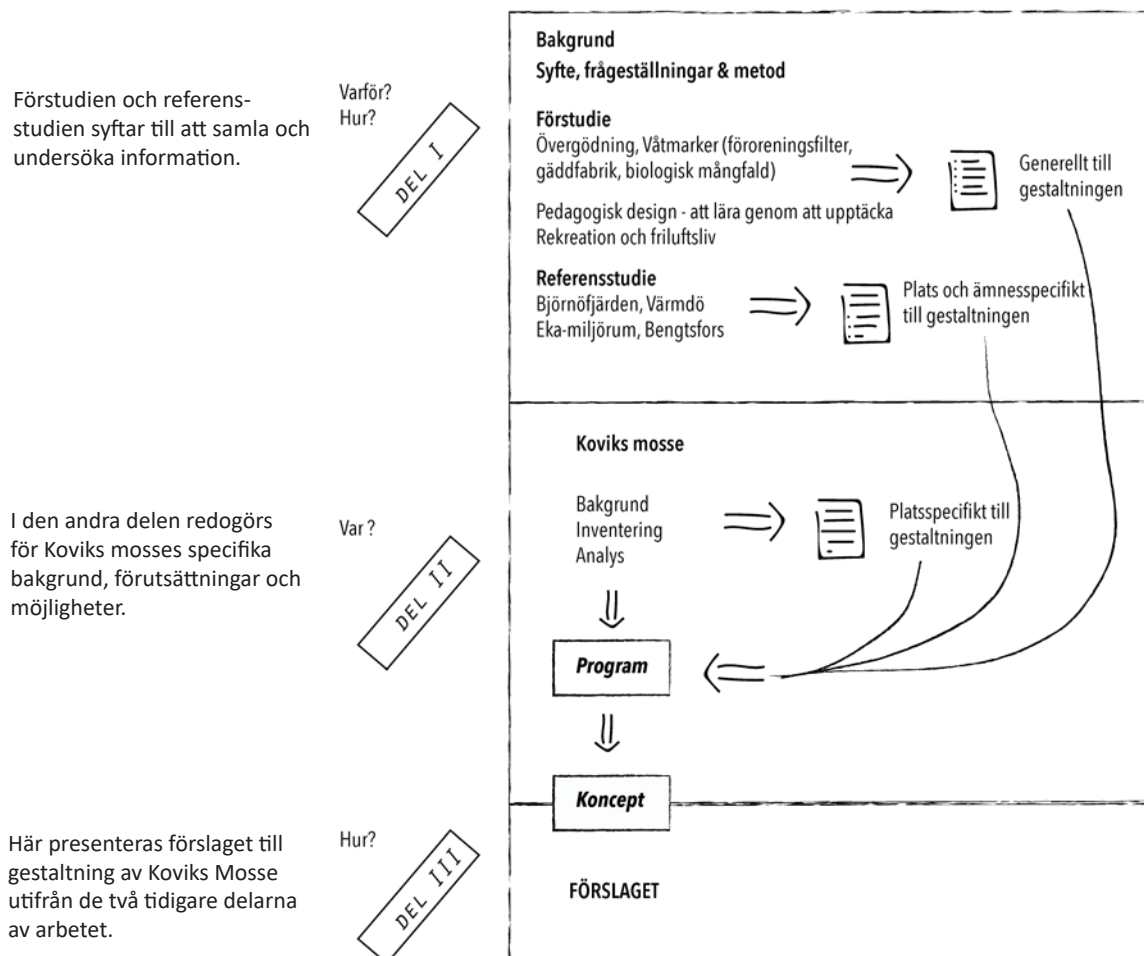 Förstudien och referens-
studien syftar till att samla och
undersöka information.
Varför?
Hur?
DEL I
Bakgrund
Syfte, frågeställningar & metod
Förstudie
Övergödning, Våtmarker (föroreningsfilter,
gäddfabrik, biologisk mångfald)
Pedagogisk design - att lära genom att upptäcka
Rekreation och friluftsliv
Generellt till
gestaltningen
Referensstudie
Björnöfjärden, Värmdö
Eka-miljörum, Bengtsfors
Plats och ämnesspecifikt
till gestaltningen
I den andra delen redogörs
för Koviks mosses specifika
bakgrund, förutsättningar och
möjligheter.
Var ?
DEL II
Koviks mosse
Bakgrund
Inventering
Analys
Platsspecifikt till
gestaltningen
Program
Koncept
Här presenteras förslaget till
gestaltning av Koviks Mosse
utifrån de två tidigare delarna
av arbetet.
Hur?
DEL III
FÖRSLAGET